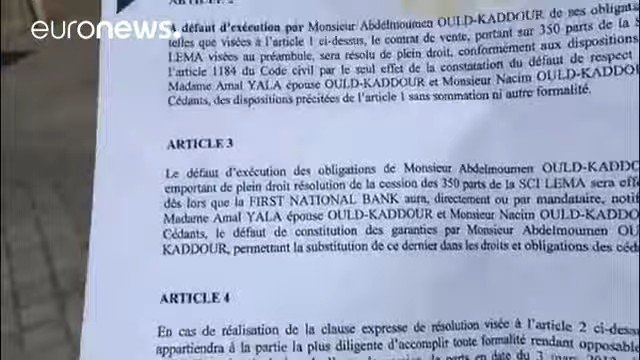 euronews.
A défaut d'exécution par Monsieur Abdelmoumen OULD-KADDOUR de ses obligat
telles que visées à l'article 1 ci-dessus, le contrat de vente, portant sur 350 parts de la
LEMA visées au préambule, sera résolu de plein droit, conformément aux dispositions
l'article 1184 du Code civil par le seul effet de la constatation du défaut de respect
Madame Amal YALA épouse OULD-KADDOUR et Monsieur Nacim OULD-KADDO
Cédants, des dispositions précitées de l'article 1 sans sommation ni autre formalité.
ARTICLE 3
Le défaut d'exécution des obligations de Monsieur Abdelmoumen OULD-KADDO
emportant de plein droit résolution de la cession des 350 parts de la SCI LEMA sera effe
dès lors que la FIRST NATIONAL BANK aura, directement ou par mandataire, notif
Madame Amal YALA épouse OULD-KADDOUR et Monsieur Nacim OULD-KADDO
Cédants, le défaut de constitution des garanties par Monsieur Abdelmoumen OU
KADDOUR, permettant la substitution de ce dernier dans les droits et obligations des céd
ARTICLE 4
En cas de réalisation de la clause expresse de résolution visée à l'article 2 ci-dess
appartiendra à la partie la plus diligente d'accomplir toute formalité rendant opposabl
parts en date du 3 mars